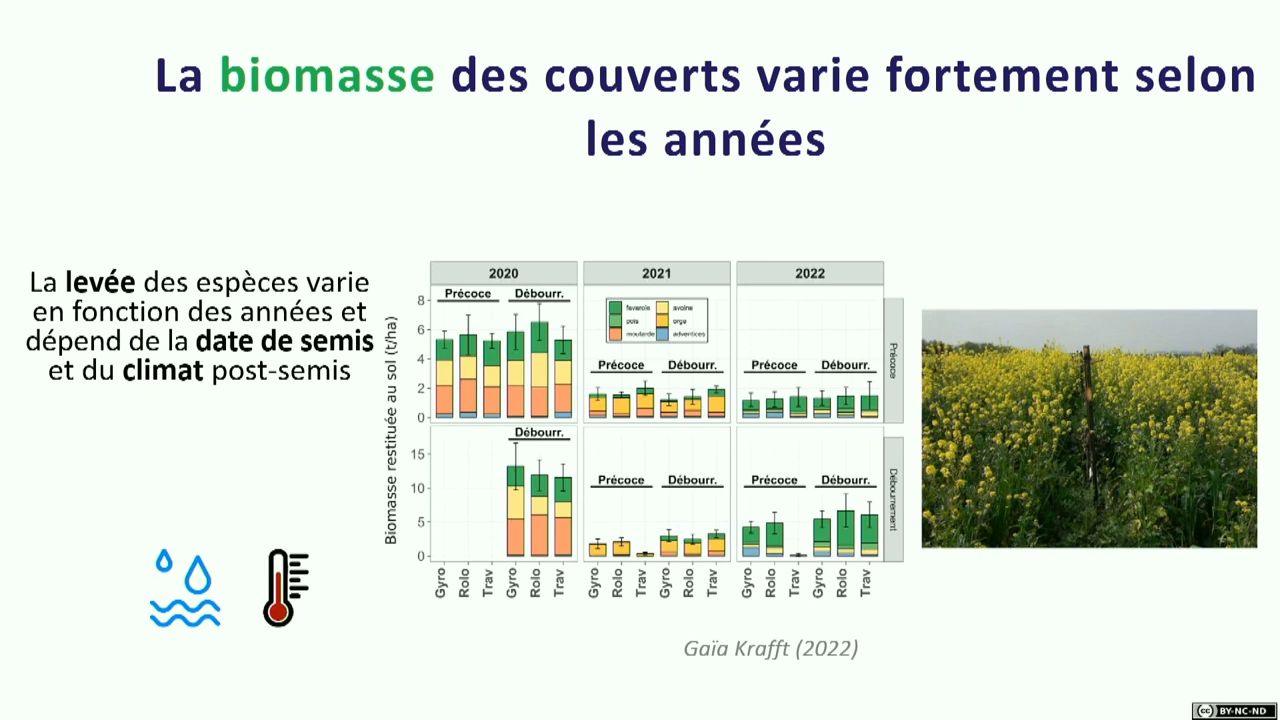 La biomasse des couverts varie fortement selon
les années
La levée des espèces varie
en fonction des années et
dépend de la date de semis
et du climat post-semis
Biomasse restituée au sol (t/ha)
2020
2021
2022
Précoce Débourr.
8
6
4
2
0
féverole avoine
pois orge
moutarde adventices
Précoce Débourr.
Précoce Débourr.
Précoce
Débourr.
15
10
5
0
Précoce Débourr.
Précoce Débourr.
Débourrement
Gyro Rolo Trav Gyro Rolo Trav
Gyro Rolo Trav Gyro Rolo Trav
Gyro Rolo Trav Gyro Rolo Trav
Gaïa Krafft (2022)
cc BY-NC-ND